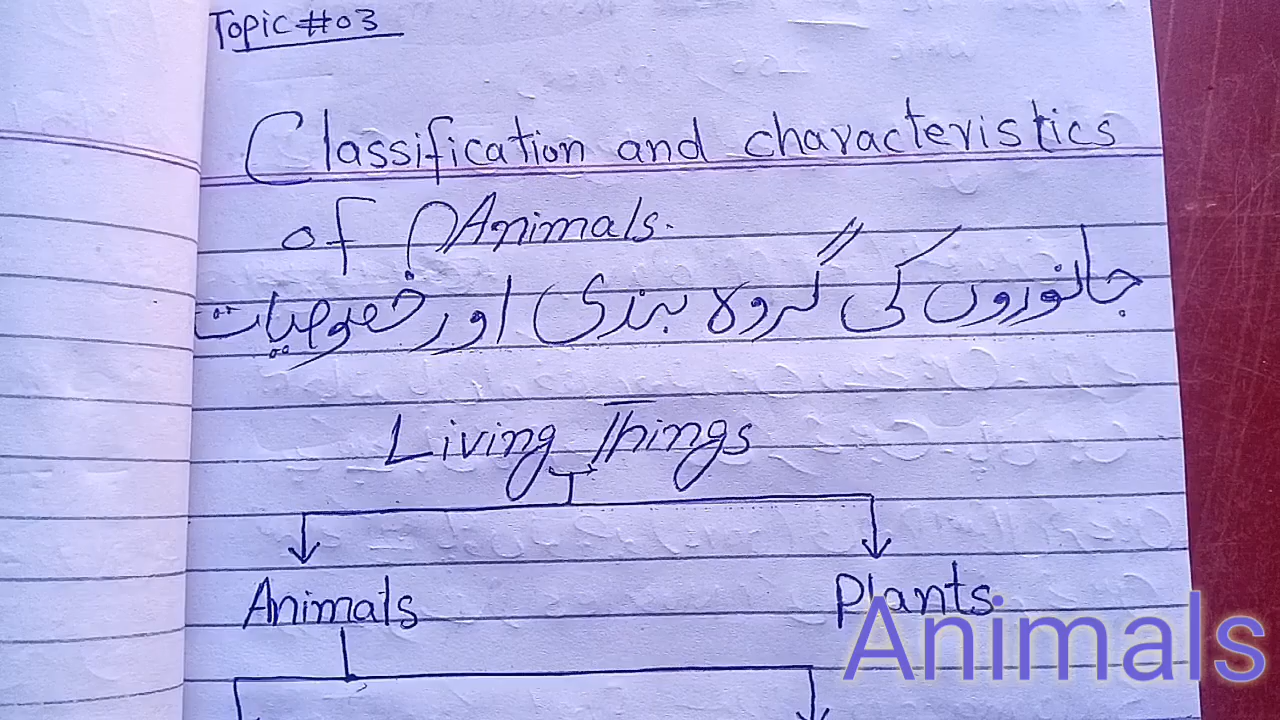 Topic #03
Classification and characteristics
of Animals.
جانوروں کی گروہ بندی اور خصوصیات
Living Things
Animals
Plants
Animals